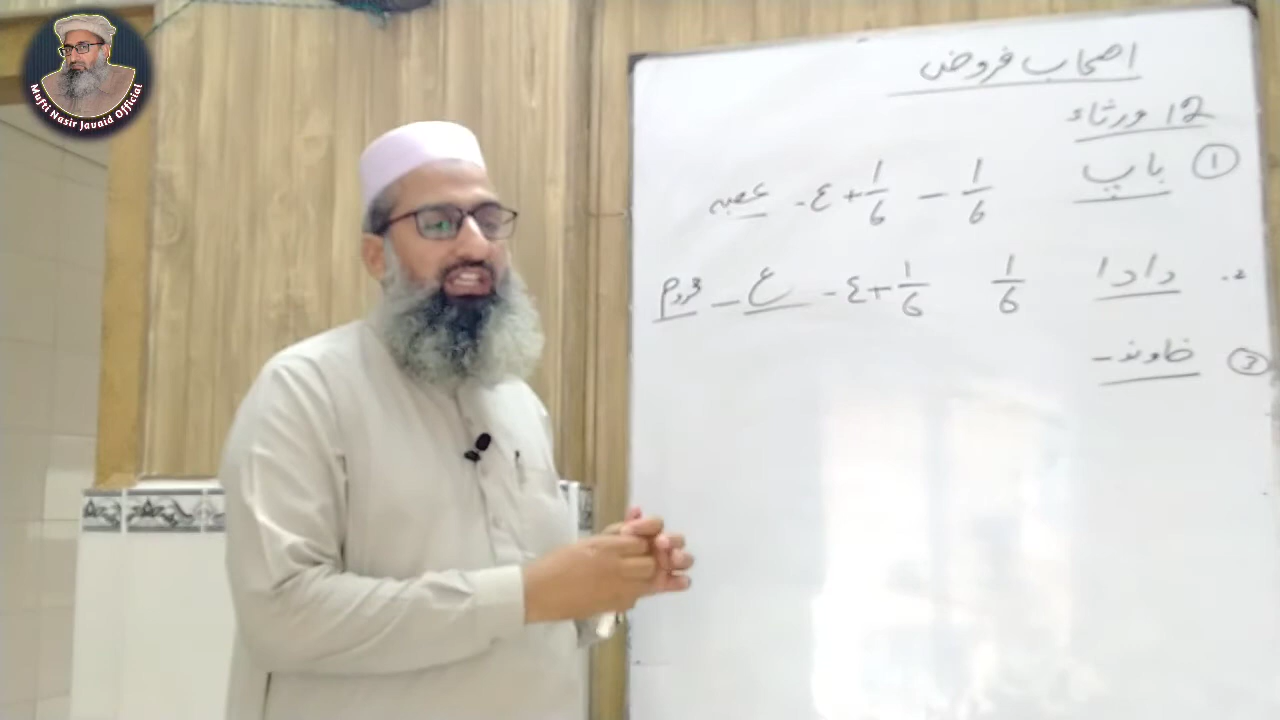 Mufti Nasir Javaid Official
اصحاب فروض
12 ورثاء
① باپ 1/6 – 1/6 + ع - عصبہ
2. دادا 1/6 1/6 + ع - ع – محروم
③ خاوند –